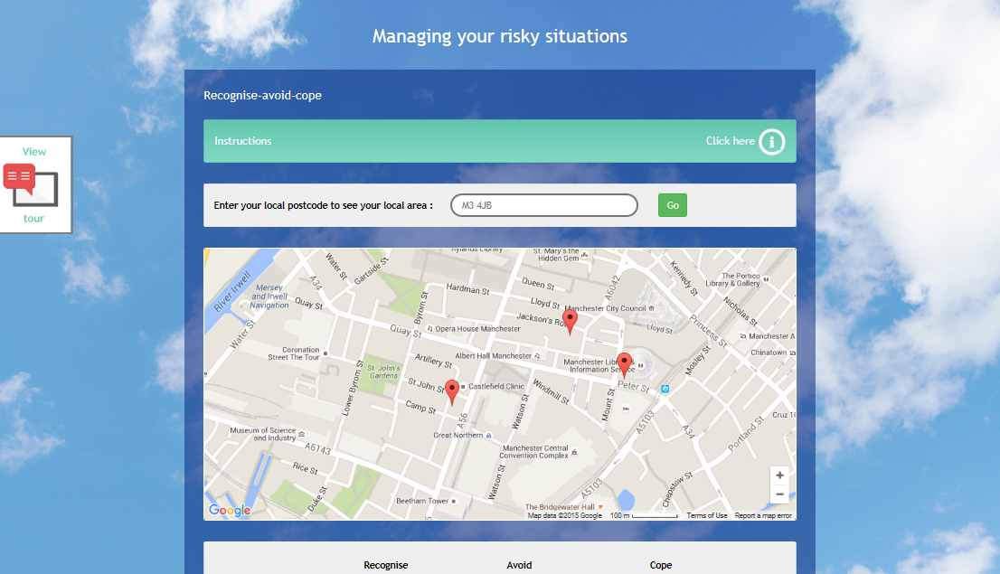 Managing your risky situations
Recognise-avoid-cope
View
tour
Instructions
Click here
Enter your local postcode to see your local area :
M3 4JB
Go
Rylands Library
St. Mary's the
Hidden Gem
Water St
Gartside St
Kennedy St
The Portico
Library & Gallery
River Irwell
Mersey
and Irwell
Navigation
A34
Hardman St
Queen St
A6042
Quay St
Byrom St
Lloyd St
Manchester City Council
Nicholas St
Princess St
Water St
Quay St
Opera House Manchester
Jackson's Ro
Lloyd St
Manchester A
Coronation
Street The Tour
Artillery St
Albert Hall Manchester
Manchester Lib
Information Service
Mosley St
Chinatown
St. John's
Gardens
Lower Byrom St
St John St
Castlefield Clinic
Windmill St
Peter St
Camp St
A56
Watson St
Mount St
A5103
Cruz 10
Museum of Science
and Industry
A6143
Great Northern
A34
Portland St
Manchester Central
Convention Complex
Rice St
Duke St
Watson St
Chepstow St
Beetham Tower
A5103
The Bridgewater Hall
+
−
Google
Map data ©2015 Google
100 m
Terms of Use
Report a map error
Recognise
Avoid
Cope